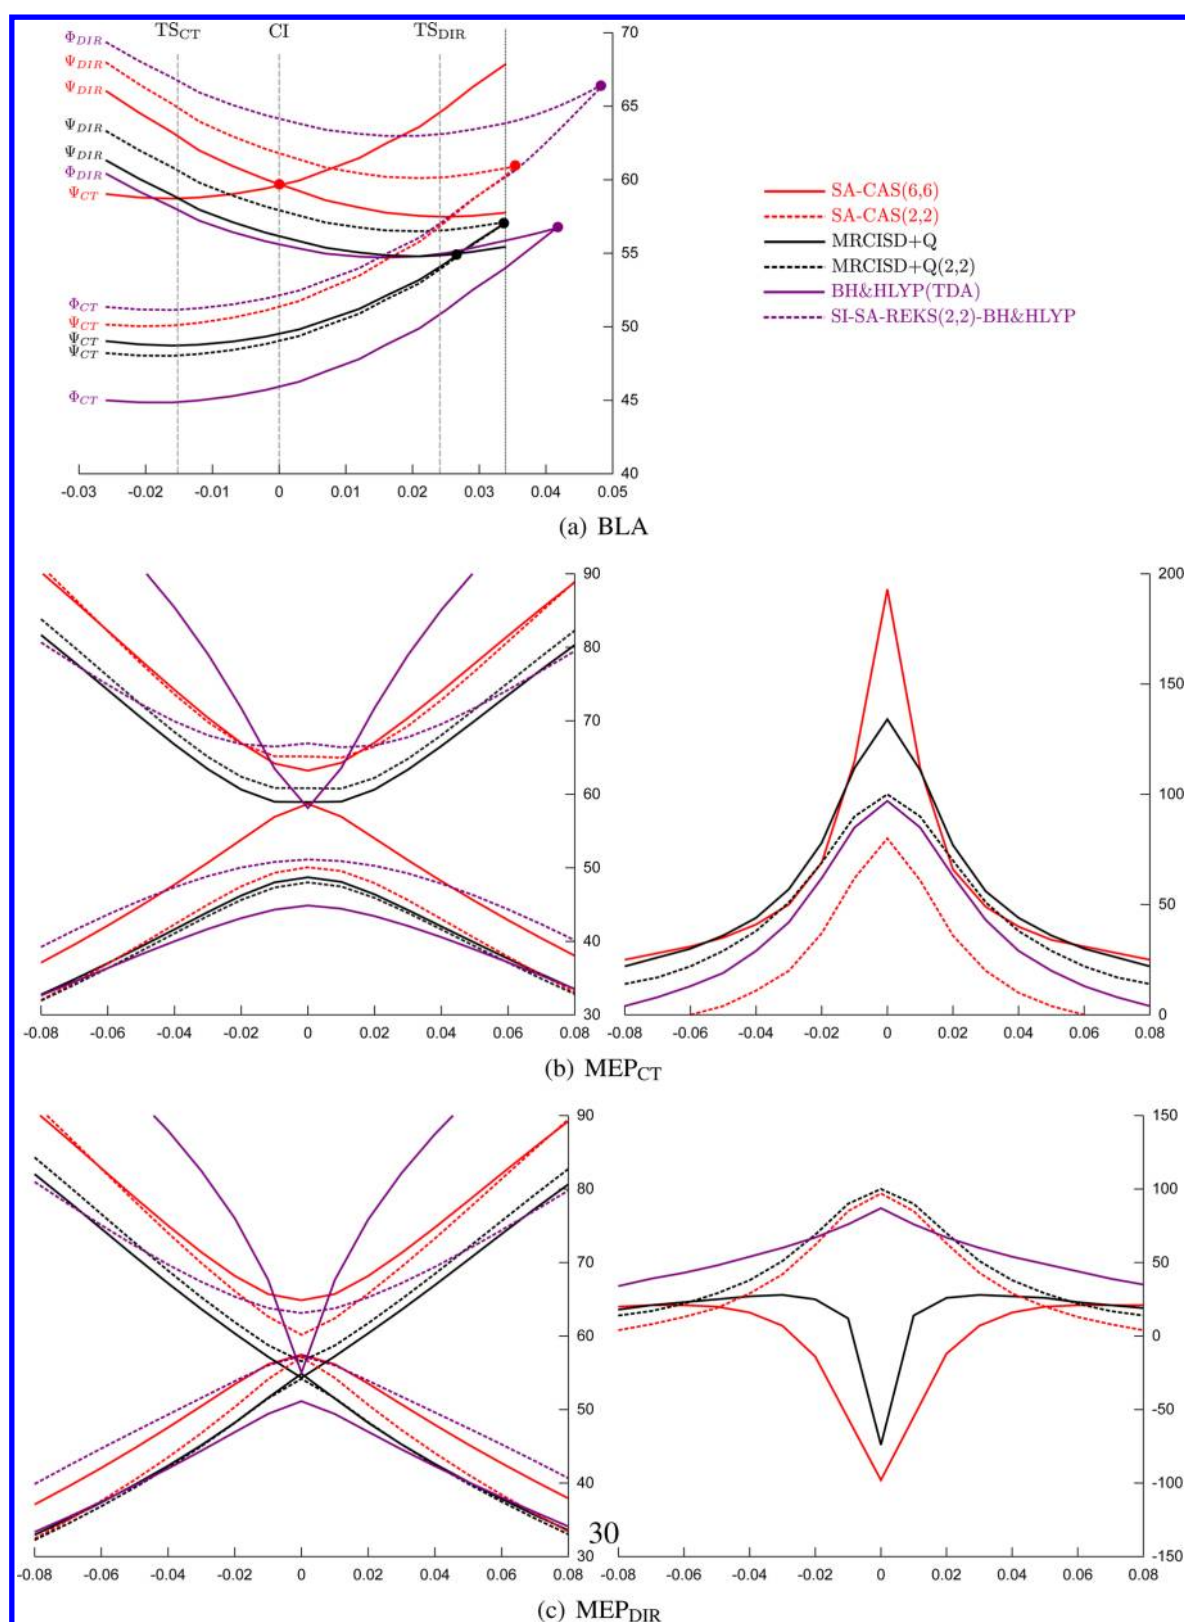 TS_CT CI TS_DIR
Φ_DIR
Ψ_DIR
Ψ_DIR
Ψ_DIR
Ψ_DIR
Φ_DIR
Ψ_CT
Φ_CT
Ψ_CT
Ψ_CT
Ψ_CT
Φ_CT
70
65
60
55
50
45
40
-0.03 -0.02 -0.01 0 0.01 0.02 0.03 0.04 0.05
SA-CAS(6,6)
SA-CAS(2,2)
MRCISD+Q
MRCISD+Q(2,2)
BH&HLYP(TDA)
SI-SA-REKS(2,2)-BH&HLYP
(a) BLA
90
80
70
60
50
40
30
-0.08 -0.06 -0.04 -0.02 0 0.02 0.04 0.06 0.08
200
150
100
50
0
-0.08 -0.06 -0.04 -0.02 0 0.02 0.04 0.06 0.08
(b) MEP_CT
90
80
70
60
50
40
30
-0.08 -0.06 -0.04 -0.02 0 0.02 0.04 0.06 0.08
150
100
50
0
-50
-100
-150
-0.08 -0.06 -0.04 -0.02 0 0.02 0.04 0.06 0.08
30
(c) MEP_DIR